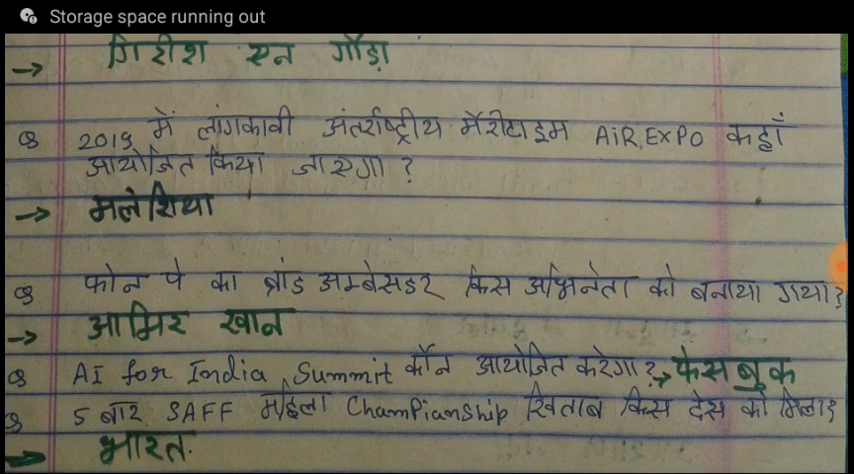 Storage space running out
→ गिरीश एन गौड़ा
Q 2019 में लांगकावी अंतर्राष्ट्रीय मैरीटाइम AiR, EXPO कहाँ
आयोजित किया जाएगा ?
→ मलेशिया
Q फोन पे का ब्रांड अम्बेसडर किस अभिनेता को बनाया गया?
→ आमिर खान
Q AI for India Summit कौन आयोजित करेगा? → फेसबुक
Q 5 बार SAFF महिला ChamPianship खिताब किस देस को मिला?
→ भारत.